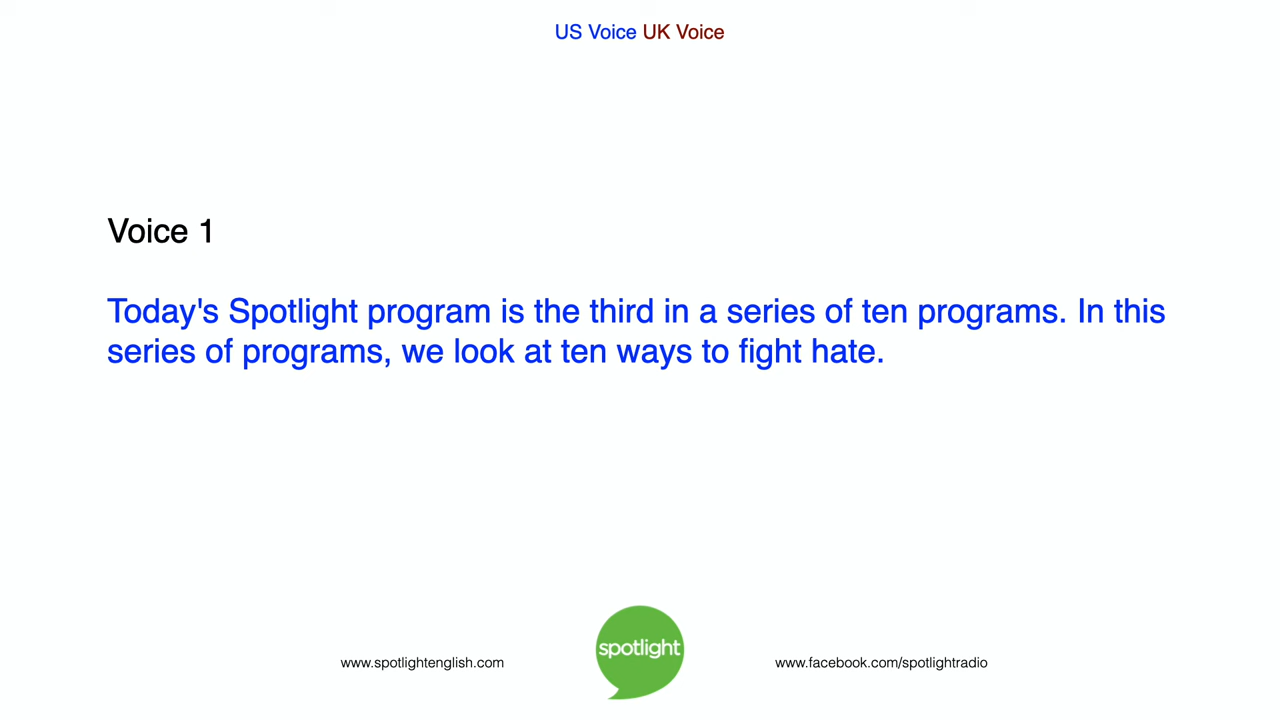 US Voice UK Voice
Voice 1
Today's Spotlight program is the third in a series of ten programs. In this
series of programs, we look at ten ways to fight hate.
spotlight
www.spotlightenglish.com
www.facebook.com/spotlightradio